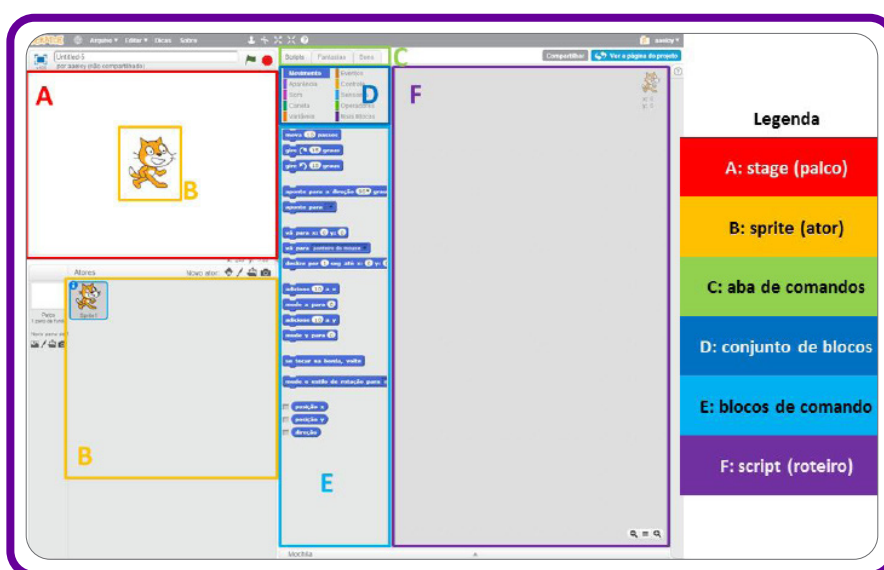 Arquivo Editar Dicas Sobre
Untitled-5
Scripts Fantasias Sons
C
Compartilhar
Ver a página do projeto
Movimento Eventos
Aparência Controle
Som Sensores
Caneta Operadores
Variáveis Mais Blocos
A
B
D
F
mova 10 passos
gire 15 graus
gire 15 graus
aponte para a direção 90 graus
aponte para
vá para x: 0 y: 0
vá para ponteiro do mouse
deslize por 1 seg até x: 0 y: 0
adicione 10 a x
mude x para 0
adicione 10 a y
mude y para 0
se tocar na borda, volte
mude o estilo de rotação para
posição x
posição y
direção
Atores
Novo ator:
Palco
Sprite1
B
E
Mochila
Legenda
A: stage (palco)
B: sprite (ator)
C: aba de comandos
D: conjunto de blocos
E: blocos de comando
F: script (roteiro)